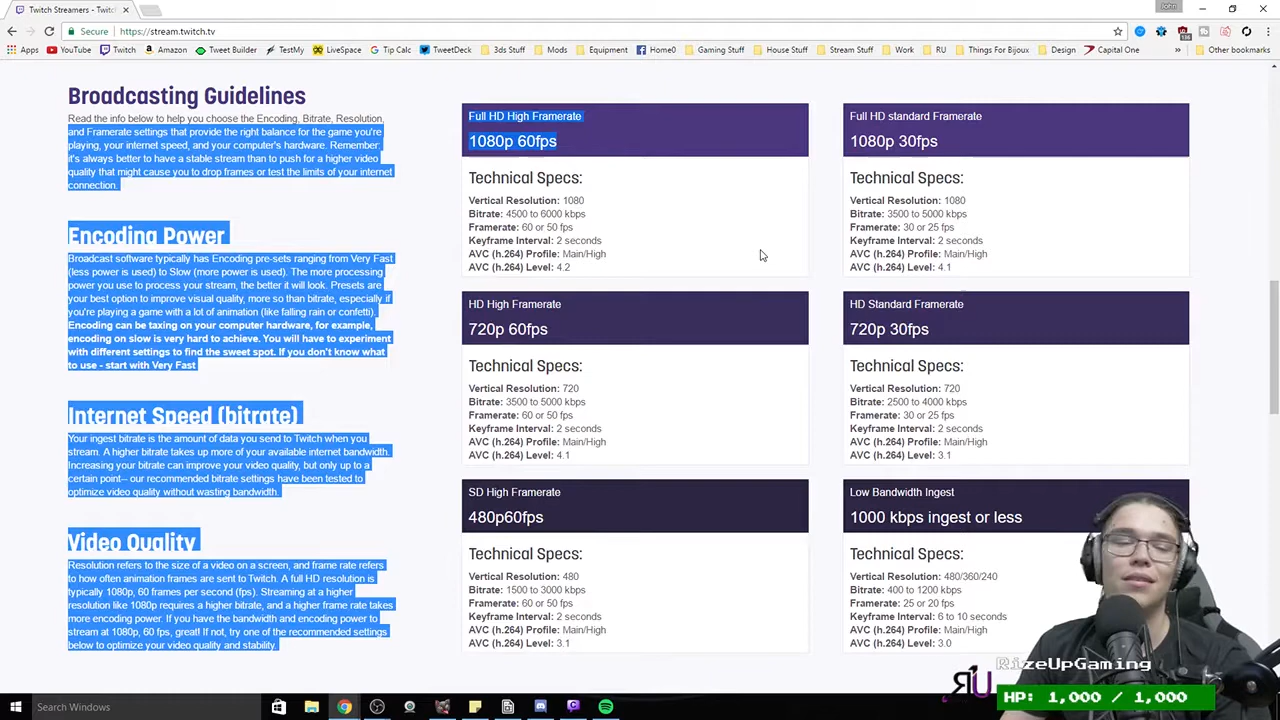 Twitch Streamers - Twitc
John
Secure
https://stream.twitch.tv
Apps
YouTube
Twitch
Amazon
Tweet Builder
TestMy
LiveSpace
Tip Calc
TweetDeck
3ds Stuff
Mods
Equipment
Home0
Gaming Stuff
House Stuff
Stream Stuff
Work
RU
Things For Bijoux
Design
Capital One
»
Other bookmarks
Broadcasting Guidelines
Read the info below to help you choose the Encoding, Bitrate, Resolution,
and Framerate settings that provide the right balance for the game you're
playing, your internet speed, and your computer's hardware. Remember:
it's always better to have a stable stream than to push for a higher video
quality that might cause you to drop frames or test the limits of your internet
connection.
Encoding Power
Broadcast software typically has Encoding pre-sets ranging from Very Fast
(less power is used) to Slow (more power is used). The more processing
power you use to process your stream, the better it will look. Presets are
your best option to improve visual quality, more so than bitrate, especially if
you're playing a game with a lot of animation (like falling rain or confetti).
Encoding can be taxing on your computer hardware, for example,
encoding on slow is very hard to achieve. You will have to experiment
with different settings to find the sweet spot. If you don't know what
to use - start with Very Fast
Internet Speed (bitrate)
Your ingest bitrate is the amount of data you send to Twitch when you
stream. A higher bitrate takes up more of your available internet bandwidth.
Increasing your bitrate can improve your video quality, but only up to a
certain point-- our recommended bitrate settings have been tested to
optimize video quality without wasting bandwidth.
Video Quality
Resolution refers to the size of a video on a screen, and frame rate refers
to how often animation frames are sent to Twitch. A full HD resolution is
typically 1080p, 60 frames per second (fps). Streaming at a higher
resolution like 1080p requires a higher bitrate, and a higher frame rate takes
more encoding power. If you have the bandwidth and encoding power to
stream at 1080p, 60 fps, great! If not, try one of the recommended settings
below to optimize your video quality and stability.
Full HD High Framerate
1080p 60fps
Technical Specs:
Vertical Resolution: 1080
Bitrate: 4500 to 6000 kbps
Framerate: 60 or 50 fps
Keyframe Interval: 2 seconds
AVC (h.264) Profile: Main/High
AVC (h.264) Level: 4.2
Full HD standard Framerate
1080p 30fps
Technical Specs:
Vertical Resolution: 1080
Bitrate: 3500 to 5000 kbps
Framerate: 30 or 25 fps
Keyframe Interval: 2 seconds
AVC (h.264) Profile: Main/High
AVC (h.264) Level: 4.1
HD High Framerate
720p 60fps
Technical Specs:
Vertical Resolution: 720
Bitrate: 3500 to 5000 kbps
Framerate: 60 or 50 fps
Keyframe Interval: 2 seconds
AVC (h.264) Profile: Main/High
AVC (h.264) Level: 4.1
HD Standard Framerate
720p 30fps
Technical Specs:
Vertical Resolution: 720
Bitrate: 2500 to 4000 kbps
Framerate: 30 or 25 fps
Keyframe Interval: 2 seconds
AVC (h.264) Profile: Main/High
AVC (h.264) Level: 3.1
SD High Framerate
480p60fps
Technical Specs:
Vertical Resolution: 480
Bitrate: 1500 to 3000 kbps
Framerate: 60 or 50 fps
Keyframe Interval: 2 seconds
AVC (h.264) Profile: Main/High
AVC (h.264) Level: 3.1
Low Bandwidth Ingest
1000 kbps ingest or less
Technical Specs:
Vertical Resolution: 480/360/240
Bitrate: 400 to 1200 kbps
Framerate: 25 or 20 fps
Keyframe Interval: 6 to 10 seconds
AVC (h.264) Profile: Main/High
AVC (h.264) Level: 3.0
RizeUpGaming
RU
HP: 1,000 / 1,000
Search Windows